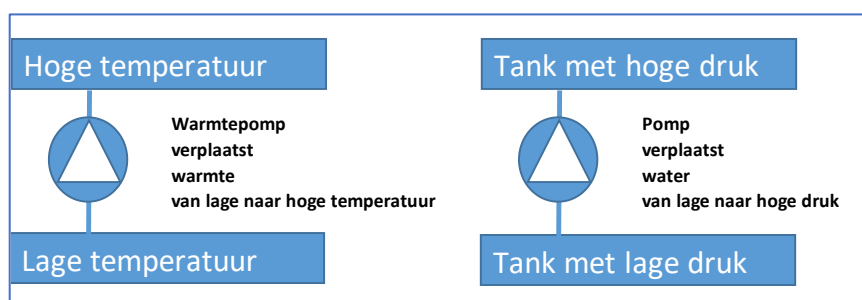 Hoge temperatuur
Warmtepomp
verplaatst
warmte
van lage naar hoge temperatuur
Lage temperatuur
Tank met hoge druk
Pomp
verplaatst
water
van lage naar hoge druk
Tank met lage druk